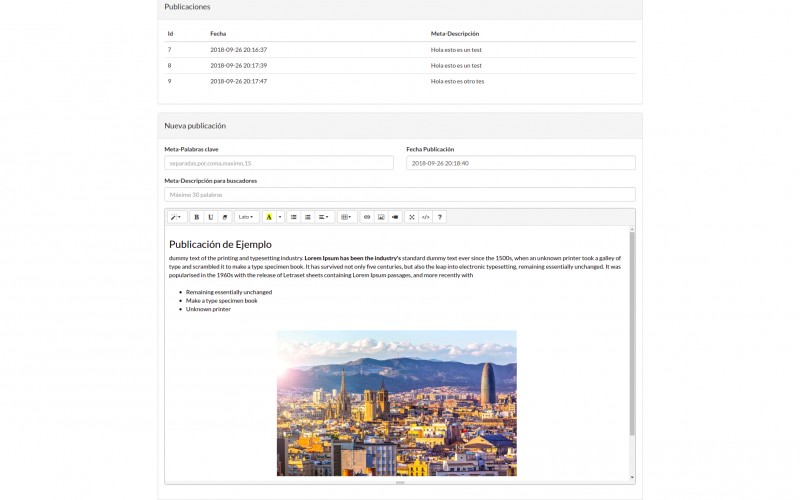 Publicaciones
Id Fecha Meta-Descripción
7 2018-09-26 20:16:37 Hola esto es un test
8 2018-09-26 20:17:39 Hola esto es un test
9 2018-09-26 20:17:47 Hola esto es otro tes
Nueva publicación
Meta-Palabras clave Fecha Publicación
separadas,por,coma,maximo,15 2018-09-26 20:18:40
Meta-Descripción para buscadores
Máximo 30 palabras
B U Lato A </> ?
Publicación de Ejemplo
dummy text of the printing and typesetting industry. Lorem Ipsum has been the industry's standard dummy text ever since the 1500s, when an unknown printer took a galley of
type and scrambled it to make a type specimen book. It has survived not only five centuries, but also the leap into electronic typesetting, remaining essentially unchanged. It was
popularised in the 1960s with the release of Letraset sheets containing Lorem Ipsum passages, and more recently with
• Remaining essentially unchanged
• Make a type specimen book
• Unknown printer